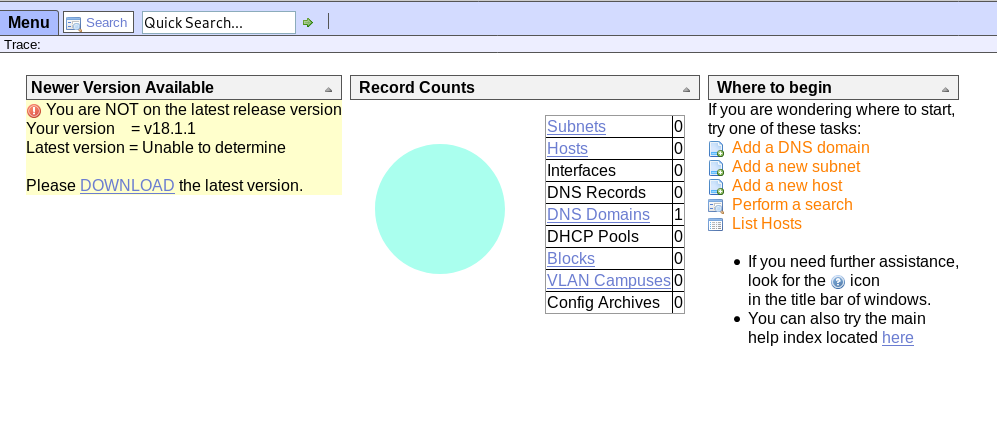 Menu Search Quick Search...
Trace:
Newer Version Available
You are NOT on the latest release version
Your version = v18.1.1
Latest version = Unable to determine
Please DOWNLOAD the latest version.
Record Counts
Subnets 0
Hosts 0
Interfaces 0
DNS Records 0
DNS Domains 1
DHCP Pools 0
Blocks 0
VLAN Campuses 0
Config Archives 0
Where to begin
If you are wondering where to start,
try one of these tasks:
Add a DNS domain
Add a new subnet
Add a new host
Perform a search
List Hosts
• If you need further assistance,
look for the ? icon
in the title bar of windows.
• You can also try the main
help index located here